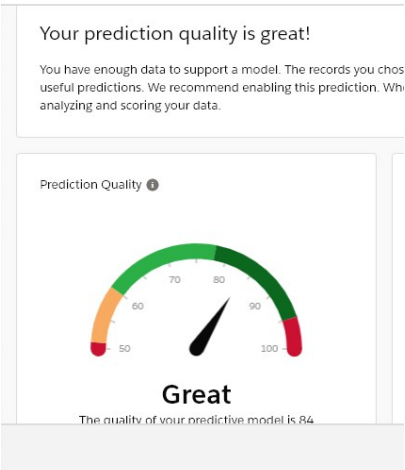 Your prediction quality is great!
You have enough data to support a model. The records you chos
useful predictions. We recommend enabling this prediction. Whe
analyzing and scoring your data.
Prediction Quality
70 80
60 90
50 100
Great
The quality of your predictive model is 84